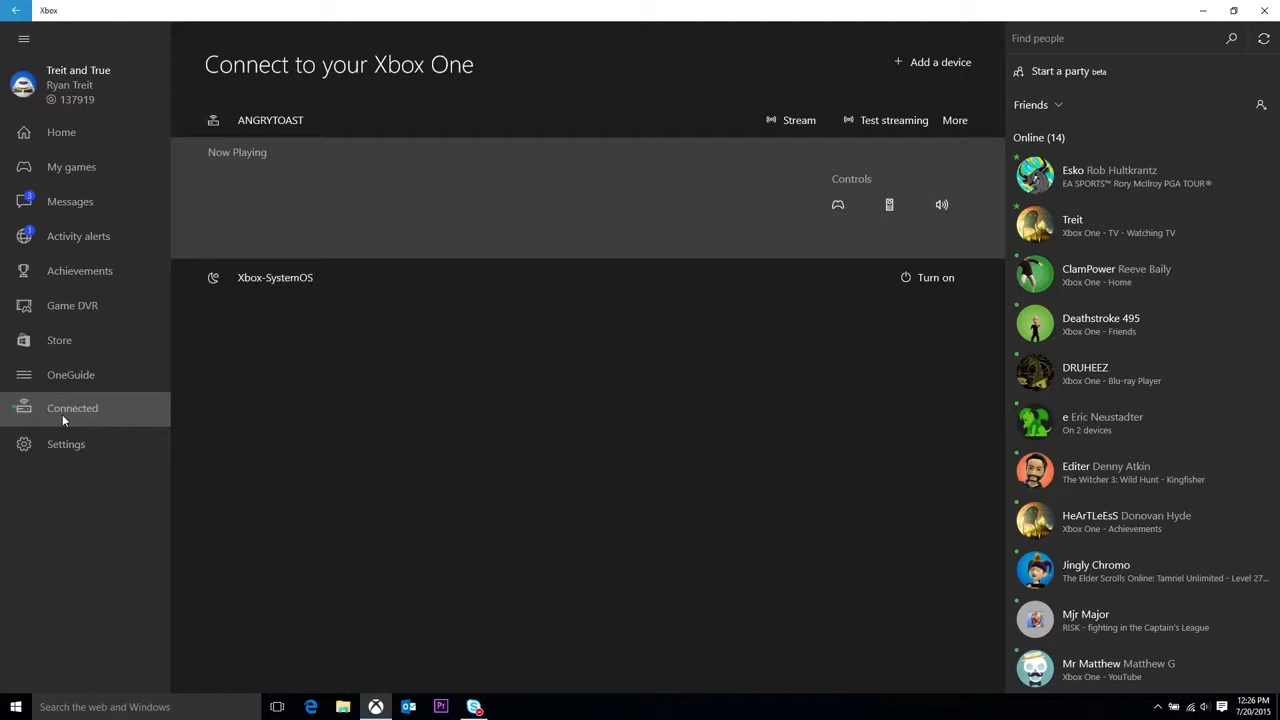 Xbox
Treit and True
Ryan Treit
137919
Home
My games
3
Messages
1
Activity alerts
Achievements
Game DVR
Store
OneGuide
Connected
Settings
Connect to your Xbox One
+ Add a device
ANGRYTOAST
Stream
Test streaming
More
Now Playing
Controls
Xbox-SystemOS
Turn on
Find people
Start a party beta
Friends
Online (14)
Esko Rob Hultkrantz
EA SPORTS™ Rory McIlroy PGA TOUR®
Treit
Xbox One - TV - Watching TV
ClamPower Reeve Baily
Xbox One - Home
Deathstroke 495
Xbox One - Friends
DRUHEEZ
Xbox One - Blu-ray Player
e Eric Neustadter
On 2 devices
Editer Denny Atkin
The Witcher 3: Wild Hunt - Kingfisher
HeArTLeEsS Donovan Hyde
Xbox One - Achievements
Jingly Chromo
The Elder Scrolls Online: Tamriel Unlimited - Level 27...
Mjr Major
RISK - fighting in the Captain's League
Mr Matthew Matthew G
Xbox One - YouTube
Search the web and Windows
Pr
12:26 PM
7/20/2015